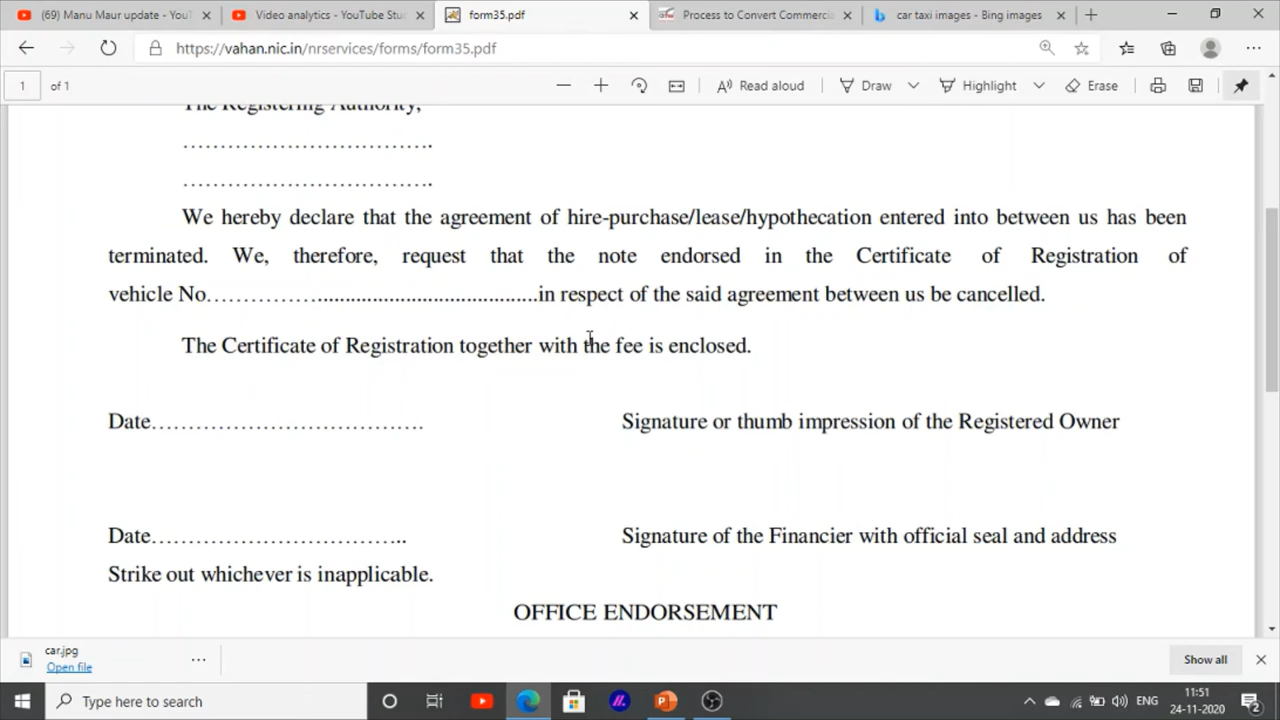 (69) Manu Maur update - YouT
Video analytics - YouTube Stu
form35.pdf
Process to Convert Commercia
car taxi images - Bing images
https://vahan.nic.in/nrservices/forms/form35.pdf
1 of 1
Read aloud
Draw
Highlight
Erase
The Registering Authority,
……………………………….
……………………………….
We hereby declare that the agreement of hire-purchase/lease/hypothecation entered into between us has been
terminated. We, therefore, request that the note endorsed in the Certificate of Registration of
vehicle No……………........................................in respect of the said agreement between us be cancelled.
The Certificate of Registration together with the fee is enclosed.
Date………………………………. Signature or thumb impression of the Registered Owner
Date…………………………….. Signature of the Financier with official seal and address
Strike out whichever is inapplicable.
OFFICE ENDORSEMENT
car.jpg
Open file
Show all
Type here to search
ENG
11:51
24-11-2020
2